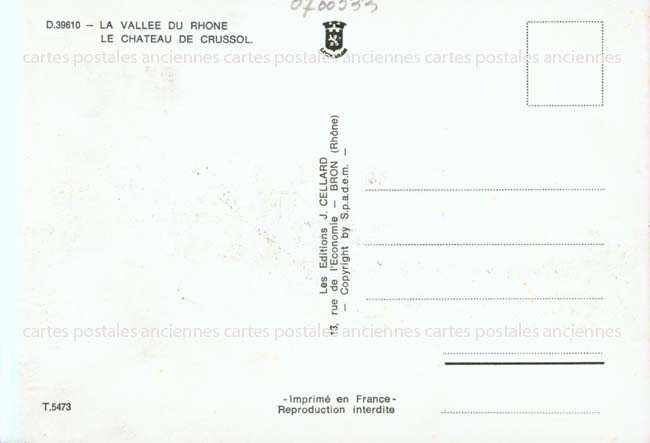 0700533
D.39610 - LA VALLEE DU RHONE
LE CHATEAU DE CRUSSOL.
cartes postales anciennes cartes postales anciennes cartes postales anciennes
Les Editions J. CELLARD
13, rue de l'Economie - BRON (Rhône)
- Copyright by S.p.a.d.e.m. -
cartes postales anciennes cartes postales anciennes cartes postales anciennes
T.5473
-Imprimé en France-
Reproduction interdite